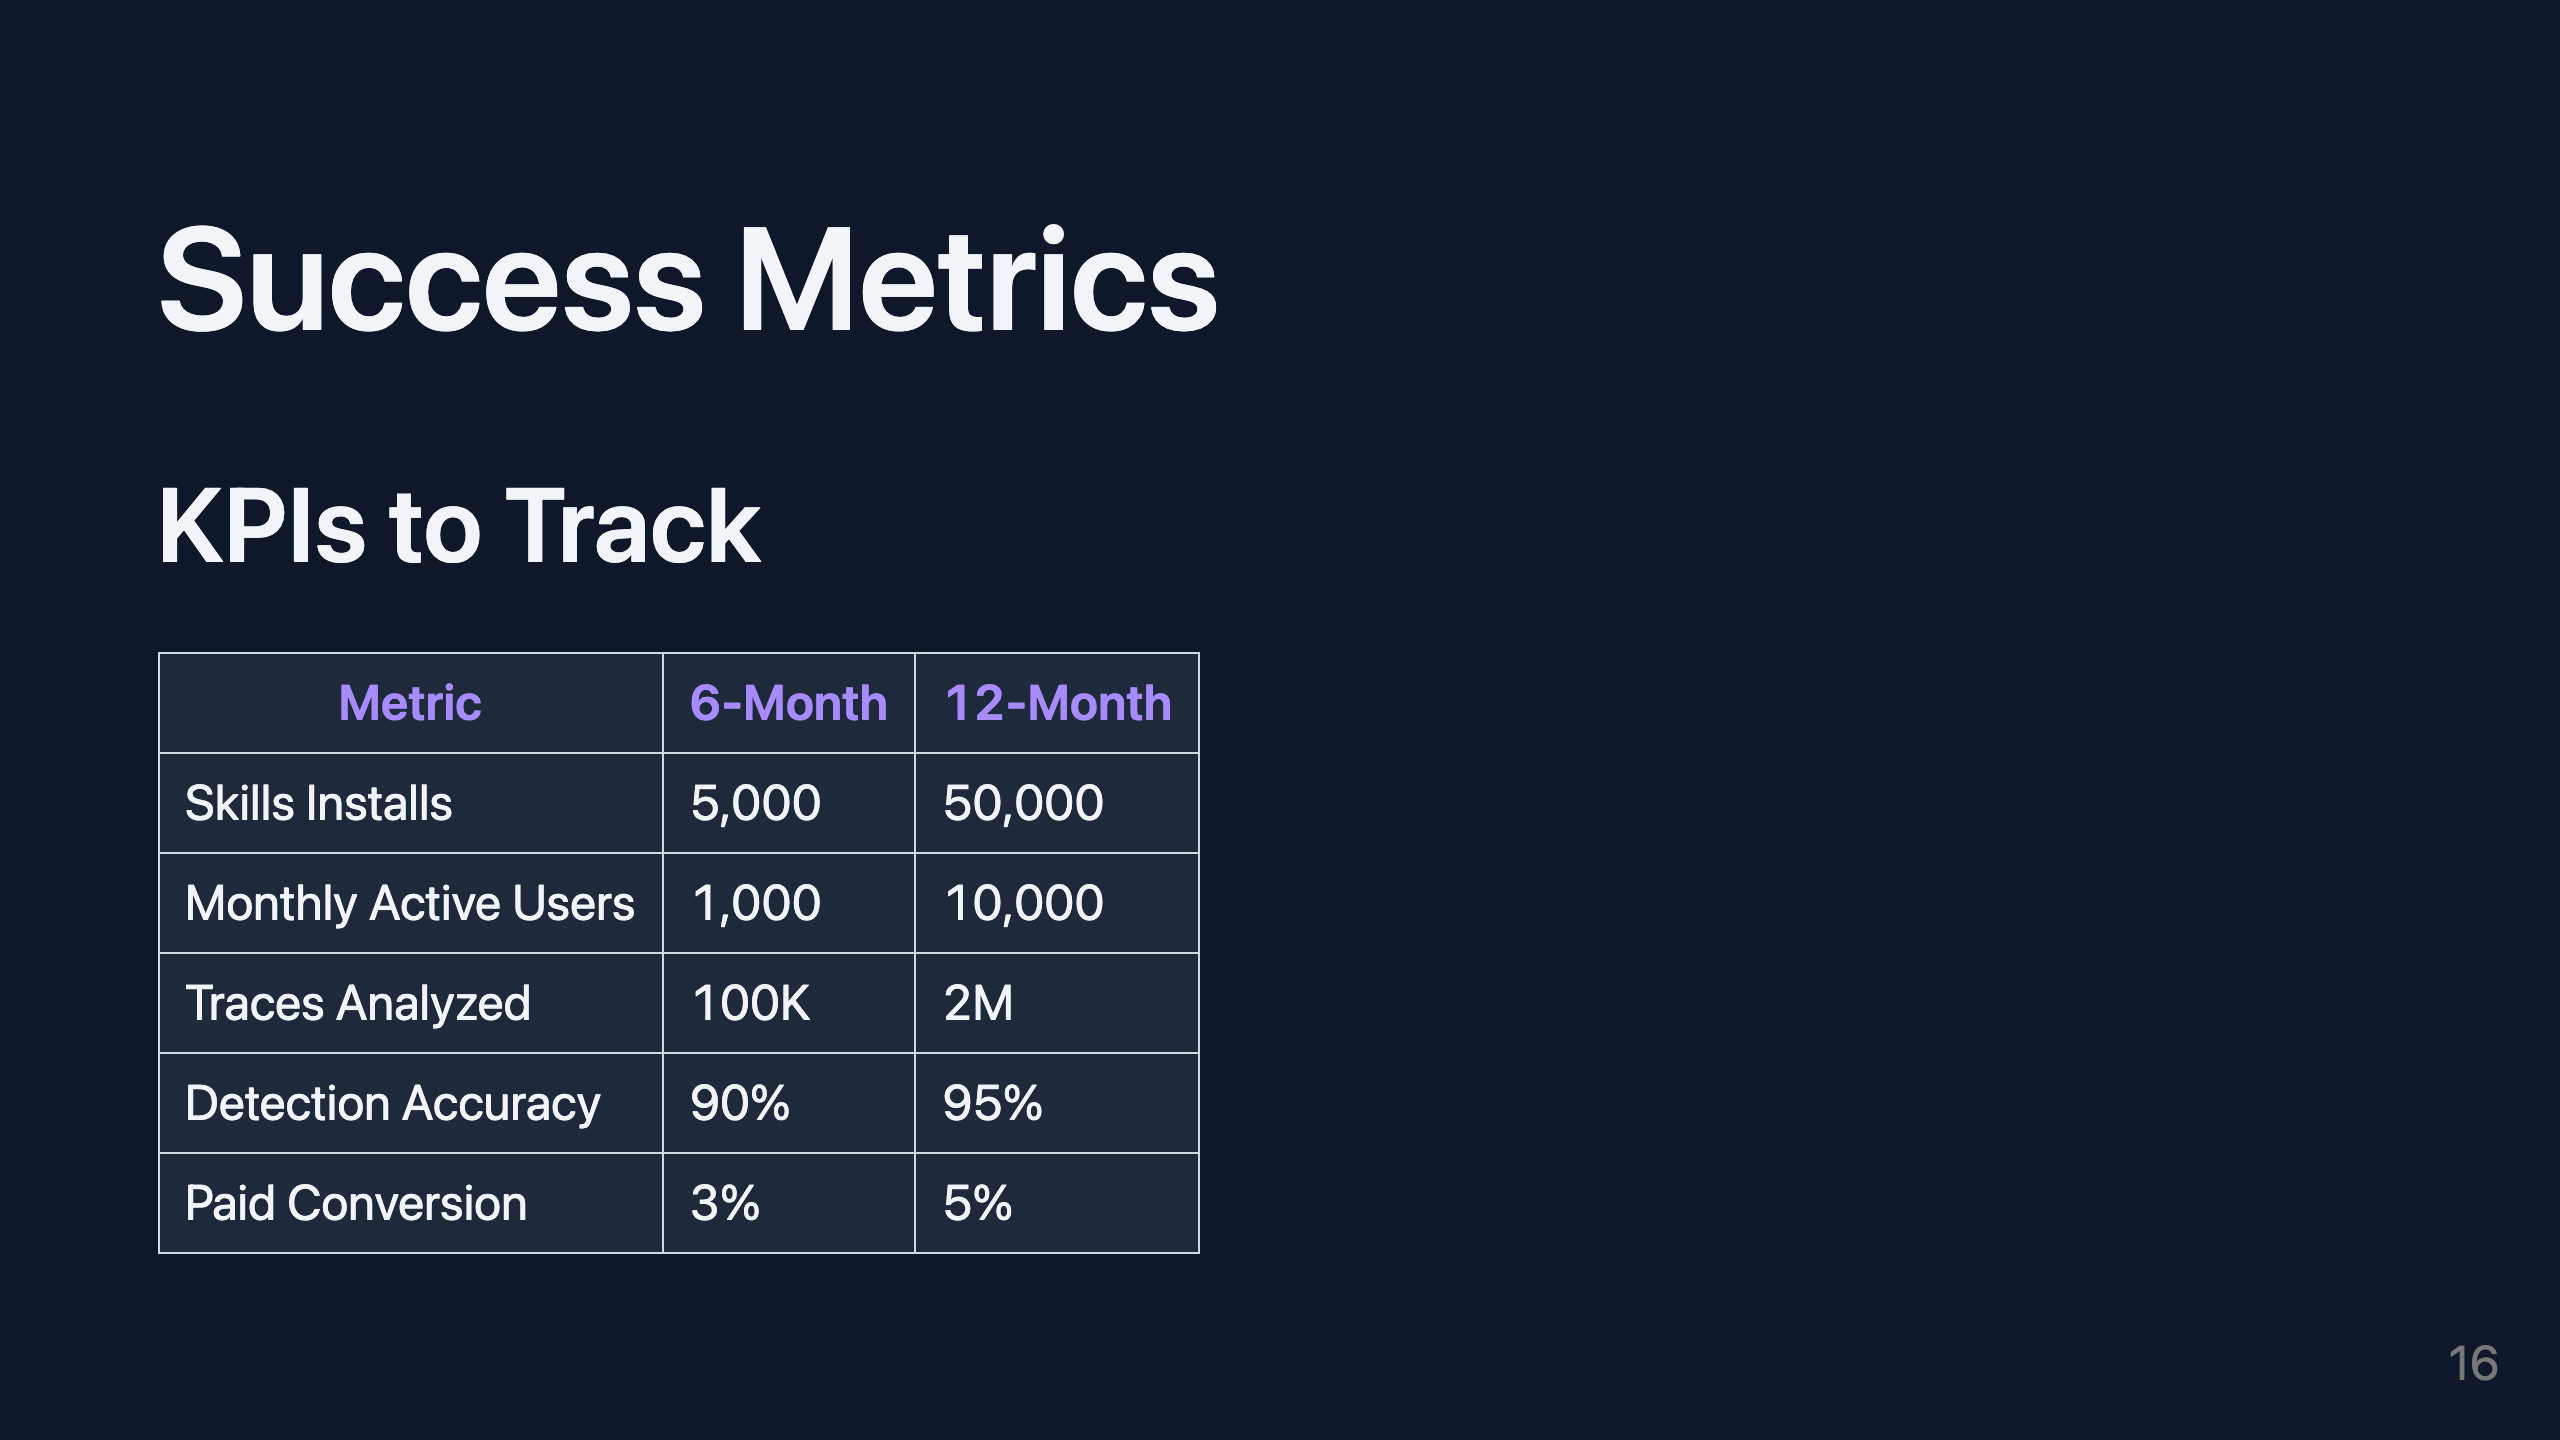 Success Metrics
KPIs to Track
Metric 6-Month 12-Month
Skills Installs 5,000 50,000
Monthly Active Users 1,000 10,000
Traces Analyzed 100K 2M
Detection Accuracy 90% 95%
Paid Conversion 3% 5%
16